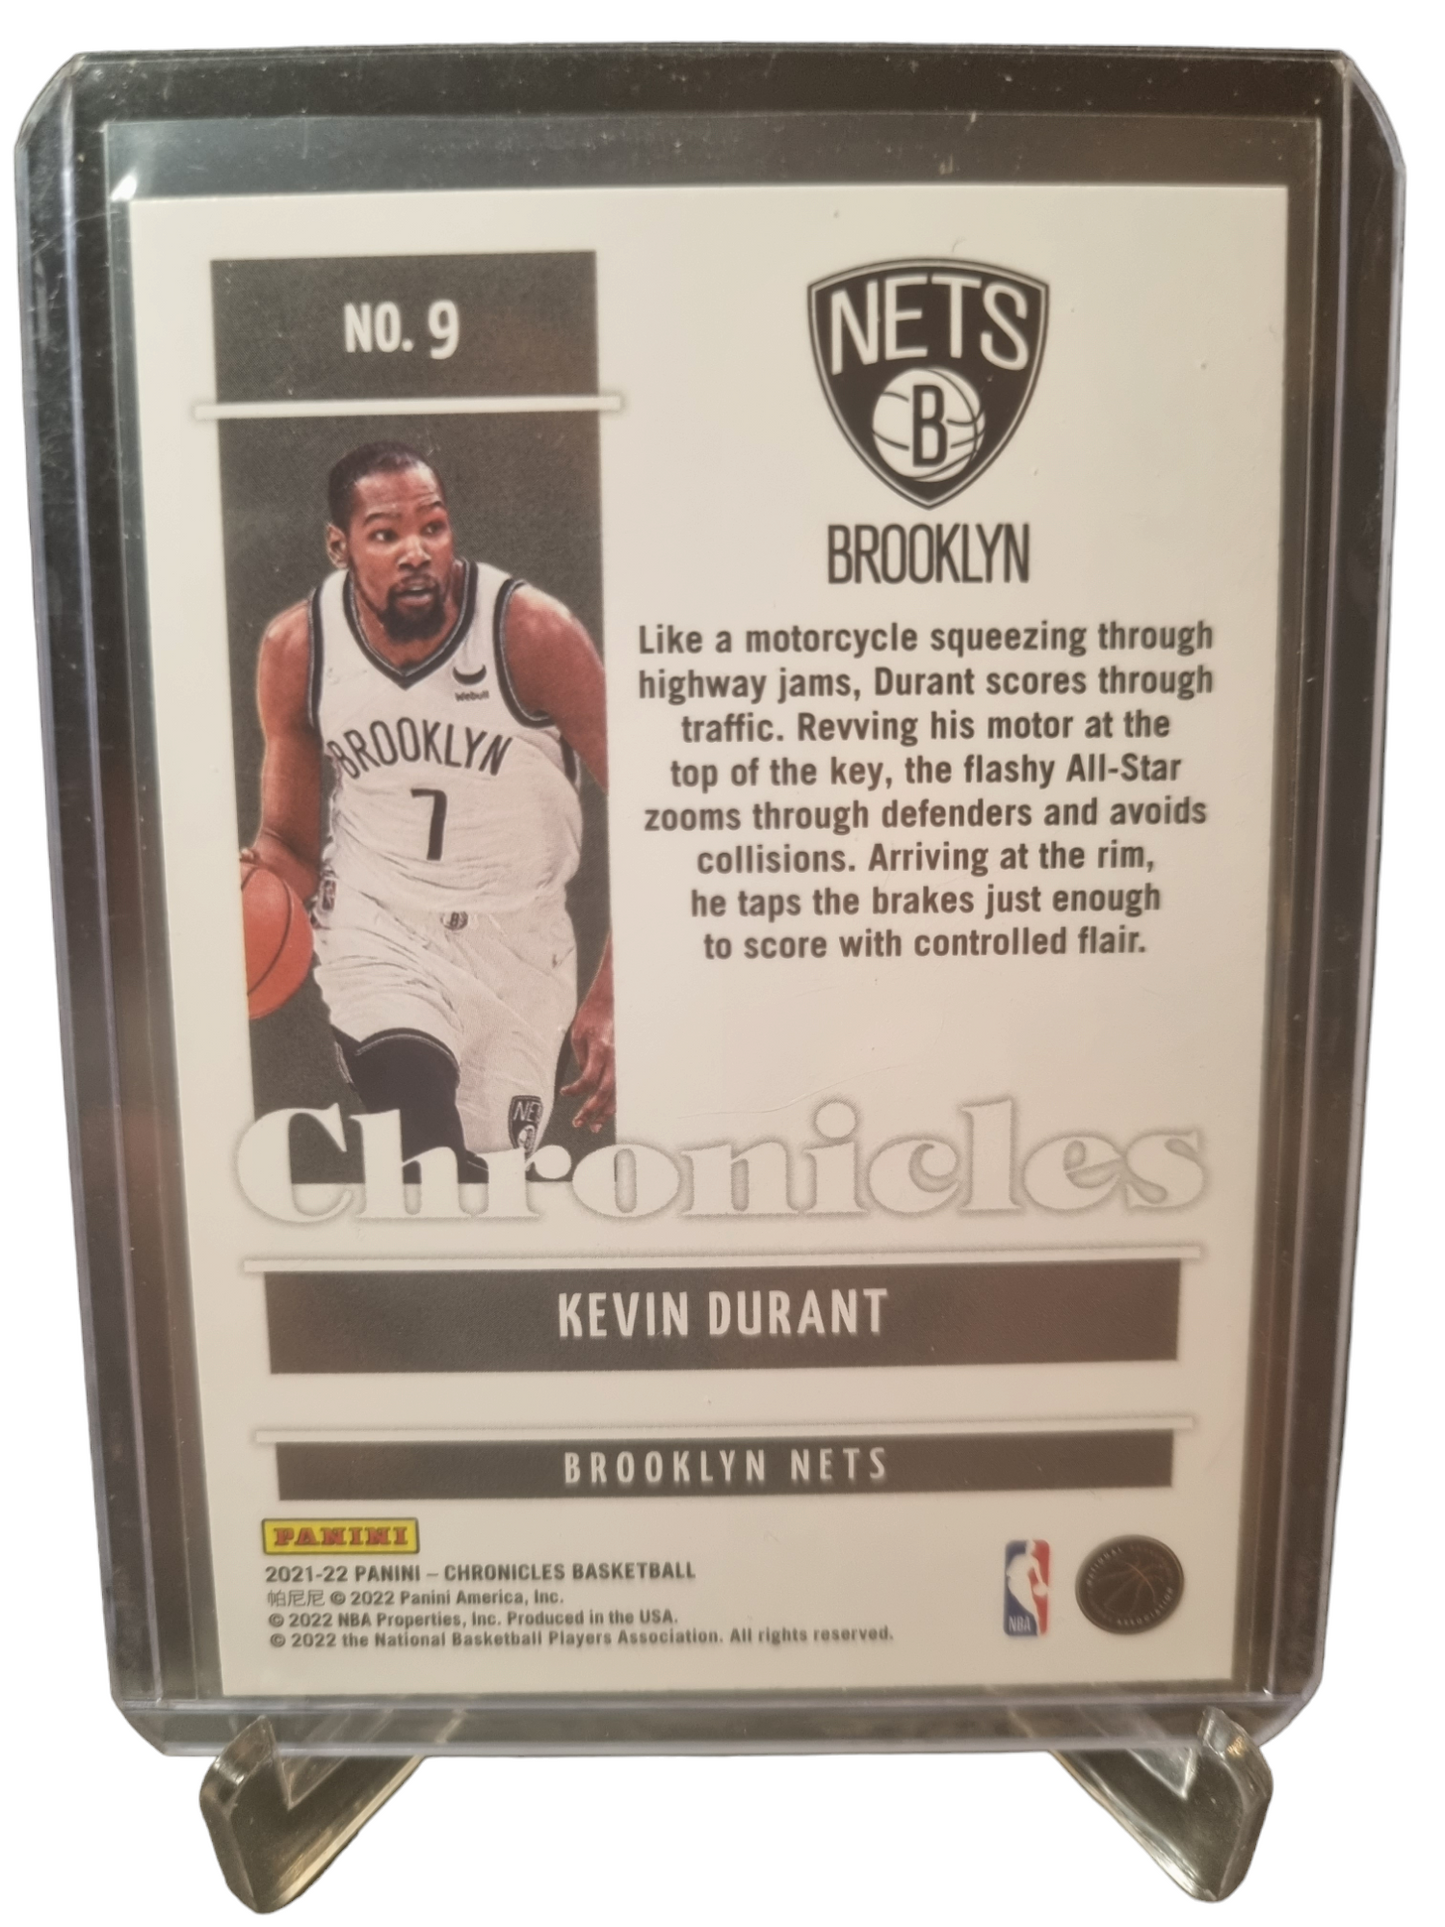 NO. 9
NETS
B
BROOKLYN
Like a motorcycle squeezing through
highway jams, Durant scores through
traffic. Revving his motor at the
top of the key, the flashy All-Star
zooms through defenders and avoids
collisions. Arriving at the rim,
he taps the brakes just enough
to score with controlled flair.
Webull
BROOKLYN
7
B
NE
Chronicles
KEVIN DURANT
BROOKLYN NETS
PANINI
2021-22 PANINI – CHRONICLES BASKETBALL
帕尼尼 © 2022 Panini America, Inc.
© 2022 NBA Properties, Inc. Produced in the USA.
© 2022 the National Basketball Players Association. All rights reserved.
NBA